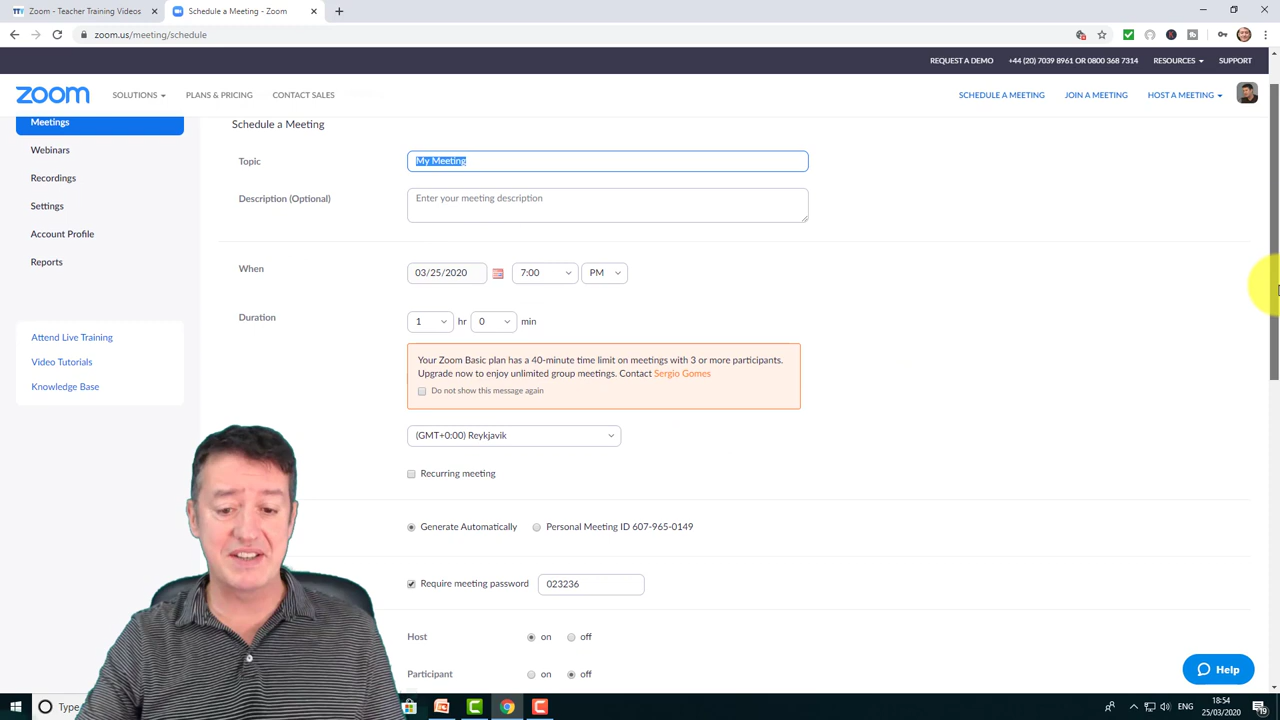 Zoom - Teacher Training Videos
Schedule a Meeting - Zoom
zoom.us/meeting/schedule
REQUEST A DEMO +44 (20) 7039 8961 OR 0800 368 7314 RESOURCES SUPPORT
zoom SOLUTIONS PLANS & PRICING CONTACT SALES SCHEDULE A MEETING JOIN A MEETING HOST A MEETING
Meetings
Webinars
Recordings
Settings
Account Profile
Reports
Attend Live Training
Video Tutorials
Knowledge Base
Schedule a Meeting
Topic My Meeting
Description (Optional) Enter your meeting description
When 03/25/2020 7:00 PM
Duration 1 hr 0 min
Your Zoom Basic plan has a 40-minute time limit on meetings with 3 or more participants.
Upgrade now to enjoy unlimited group meetings. Contact Sergio Gomes
Do not show this message again
(GMT+0:00) Reykjavik
Recurring meeting
Generate Automatically Personal Meeting ID 607-965-0149
Require meeting password 023236
Host on off
Participant on off
Help
Type
ENG 18:54
25/03/2020
19